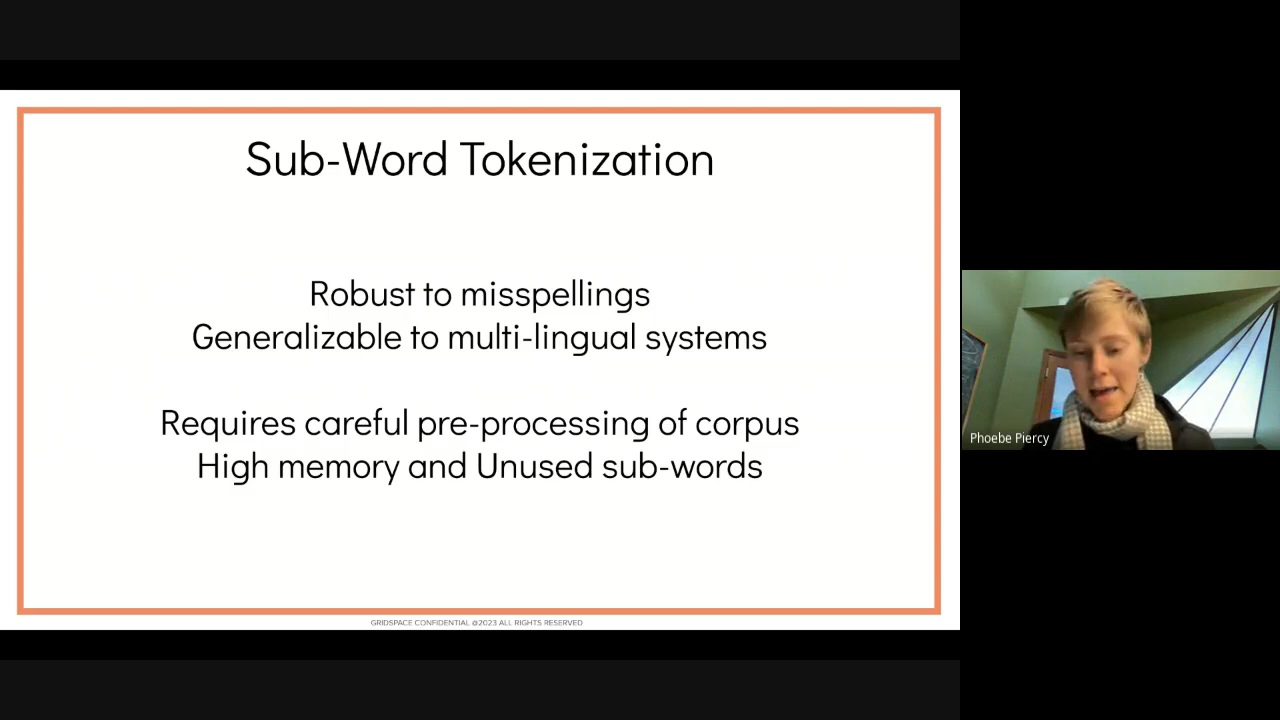 Sub-Word Tokenization
Robust to misspellings
Generalizable to multi-lingual systems
Requires careful pre-processing of corpus
High memory and Unused sub-words
GRIDSPACE CONFIDENTIAL @2023 ALL RIGHTS RESERVED
Phoebe Piercy